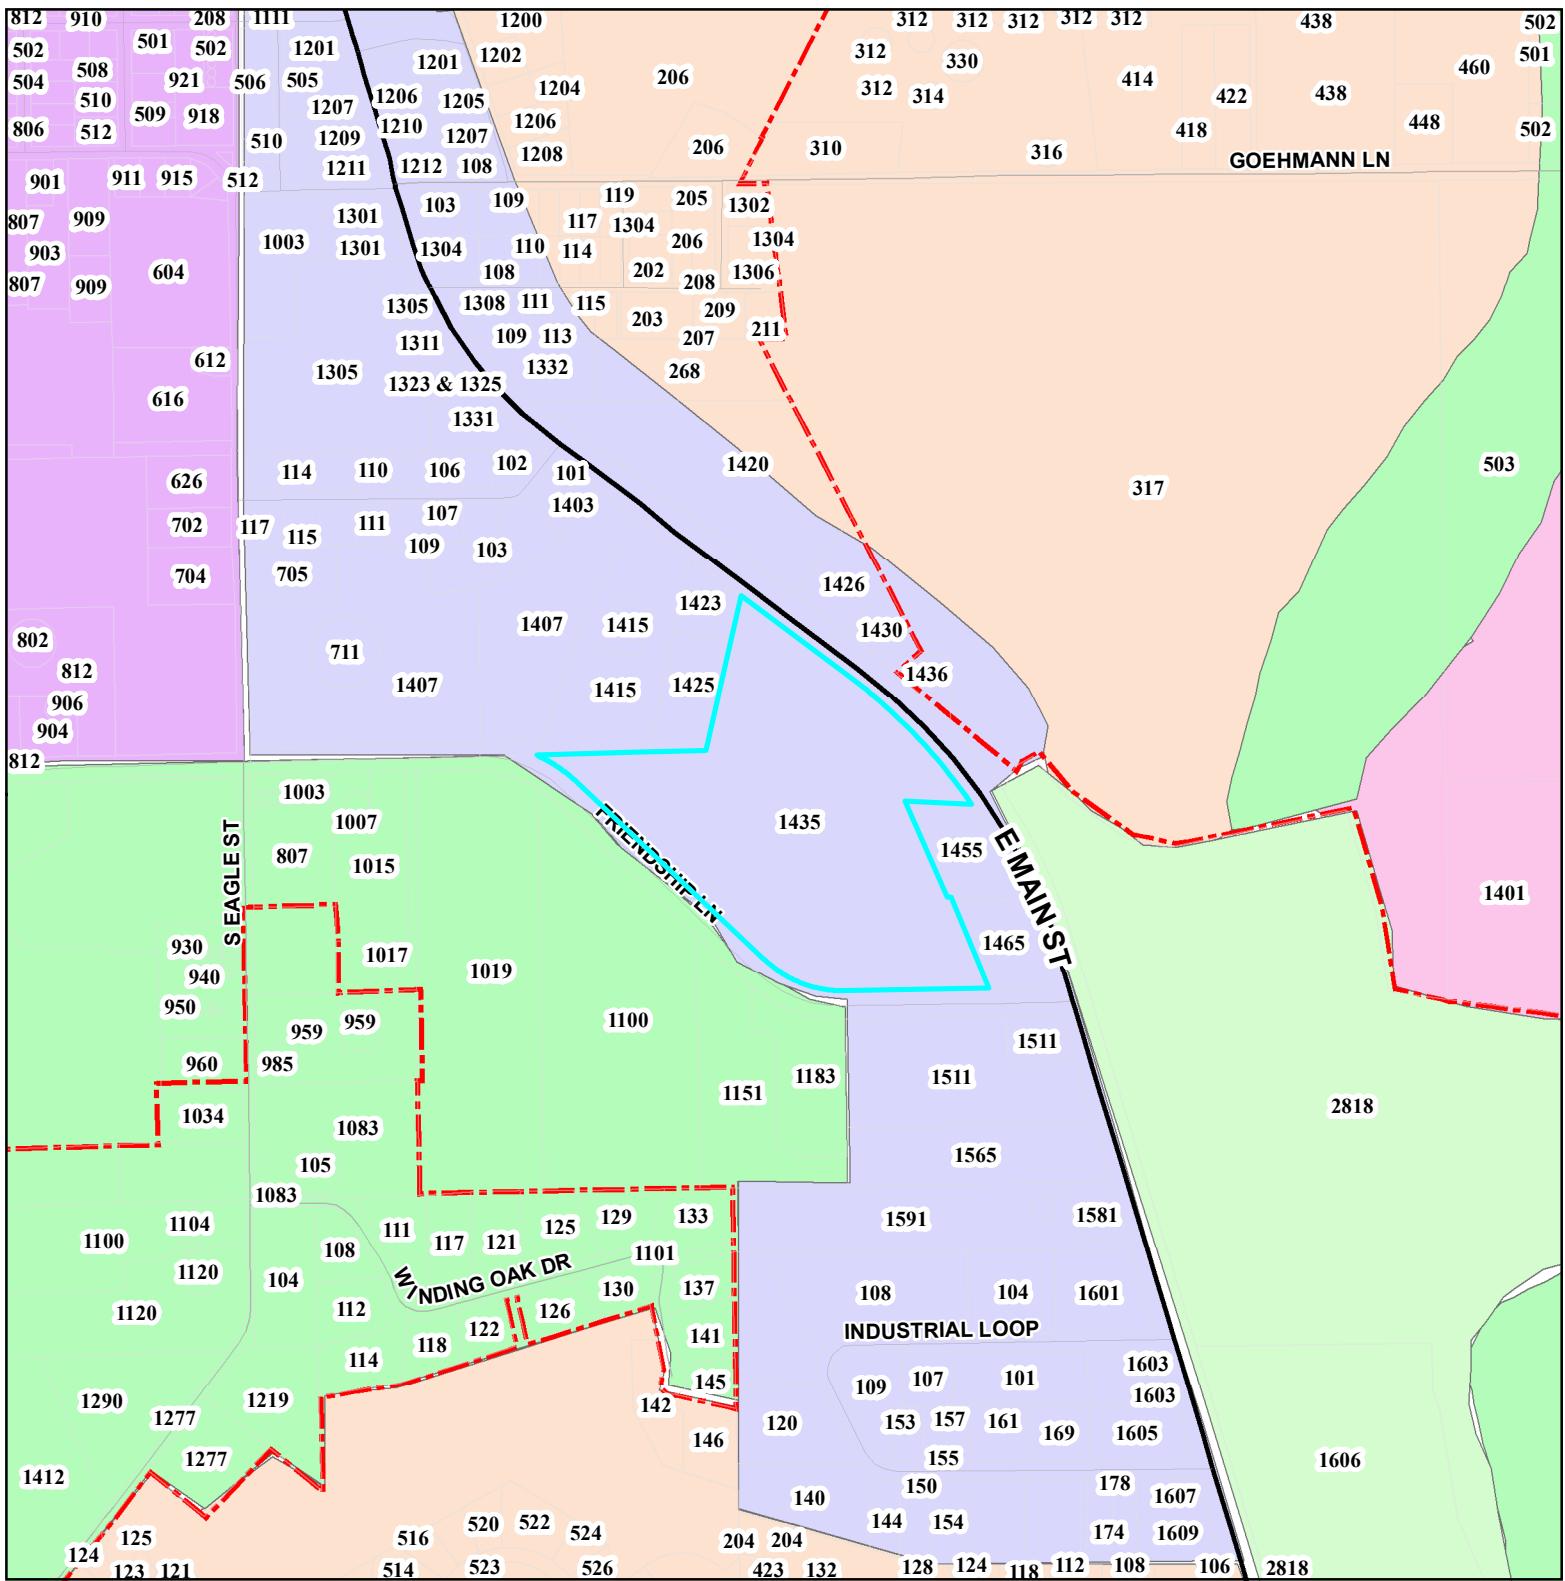 812 910 208 1111 1200 312 312 312 312 312 438 502
502 501 502 1201 1201 1202 312 330 501
504 508 921 506 505 1204 206 312 314 414 460
510 509 918 1207 1206 1205 422 438
806 512 510 1209 1210 1207 1206 418 448 502
1211 1212 108 1208 206 310 316 GOEHMANN LN
901 911 915 512
807 909 1301 103 109 119 205 1302
903 1003 1301 1304 110 117 1304 206 1304
807 909 604 108 114 202 208 1306
1305 1308 111 115 203 209 211
1311 109 113 207
612 1305 1323 & 1325 1332 268
616 1331
114 110 106 102 101 1420 503
626 1403 317
702 117 115 111 107
109 103
704 705 1426
1423
802 711 1407 1415 1430
812 1407 1415 1425 1436
906
904
812
1003
1007 1435
FRIENDSHIP LN
S EAGLE ST
807 1015 1455
E MAIN ST
1401
930 1017 1465
940 1019
950
959 959 1100
960 985 1511
1151 1183 1511
1034 1083 2818
105 1565
1083
1104 111 125 129 133 1591 1581
1100 108 117 121 1101
1120 104 WINDING OAK DR 130 137
1120 112 126 108 104 1601
118 122 141 INDUSTRIAL LOOP
114 1603
145 109 107 101 1603
1290 1219 142
1277 120 153 157 161 169 1605
146 155
1277 1606
1412 140 150 178 1607
144 154
125 516 520 522 524 204 204 174 1609
124 123 121 514 523 526 423 132 128 124 118 112 108 106 2818